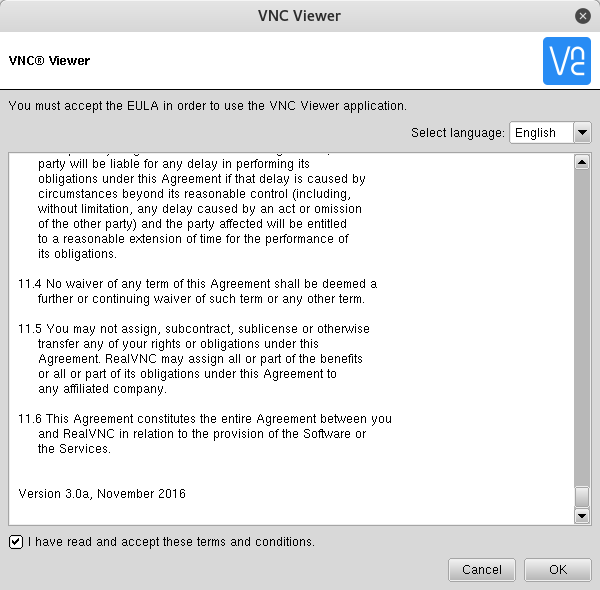 VNC Viewer
VNC® Viewer
VNC
You must accept the EULA in order to use the VNC Viewer application.
Select language: English
party will be liable for any delay in performing its
obligations under this Agreement if that delay is caused by
circumstances beyond its reasonable control (including,
without limitation, any delay caused by an act or omission
of the other party) and the party affected will be entitled
to a reasonable extension of time for the performance of
its obligations.
11.4 No waiver of any term of this Agreement shall be deemed a
further or continuing waiver of such term or any other term.
11.5 You may not assign, subcontract, sublicense or otherwise
transfer any of your rights or obligations under this
Agreement. RealVNC may assign all or part of the benefits
or all or part of its obligations under this Agreement to
any affiliated company.
11.6 This Agreement constitutes the entire Agreement between you
and RealVNC in relation to the provision of the Software or
the Services.
Version 3.0a, November 2016
I have read and accept these terms and conditions.
Cancel OK